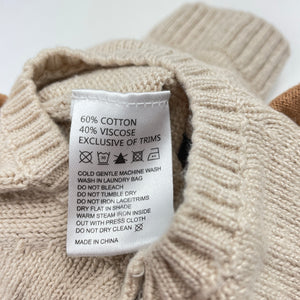 60% COTTON
40% VISCOSE
EXCLUSIVE OF TRIMS
COLD GENTLE MACHINE WASH
WASH IN LAUNDRY BAG
DO NOT BLEACH
DO NOT TUMBLE DRY
DO NOT IRON LACE/TRIMS
DRY FLAT IN SHADE
WARM STEAM IRON INSIDE
OUT WITH PRESS CLOTH
DO NOT DRY CLEAN
MADE IN CHINA